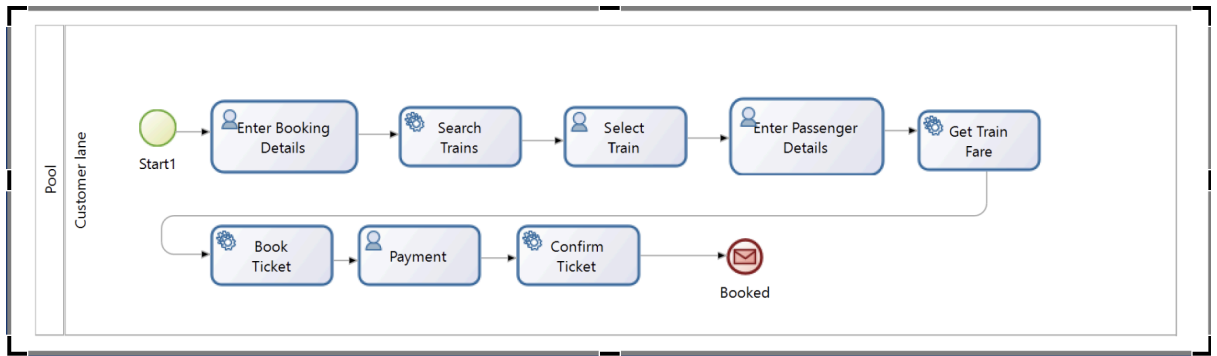 Pool
Customer lane
Start1
Enter Booking
Details
Search
Trains
Select
Train
Enter Passenger
Details
Get Train
Fare
Book
Ticket
Payment
Confirm
Ticket
Booked